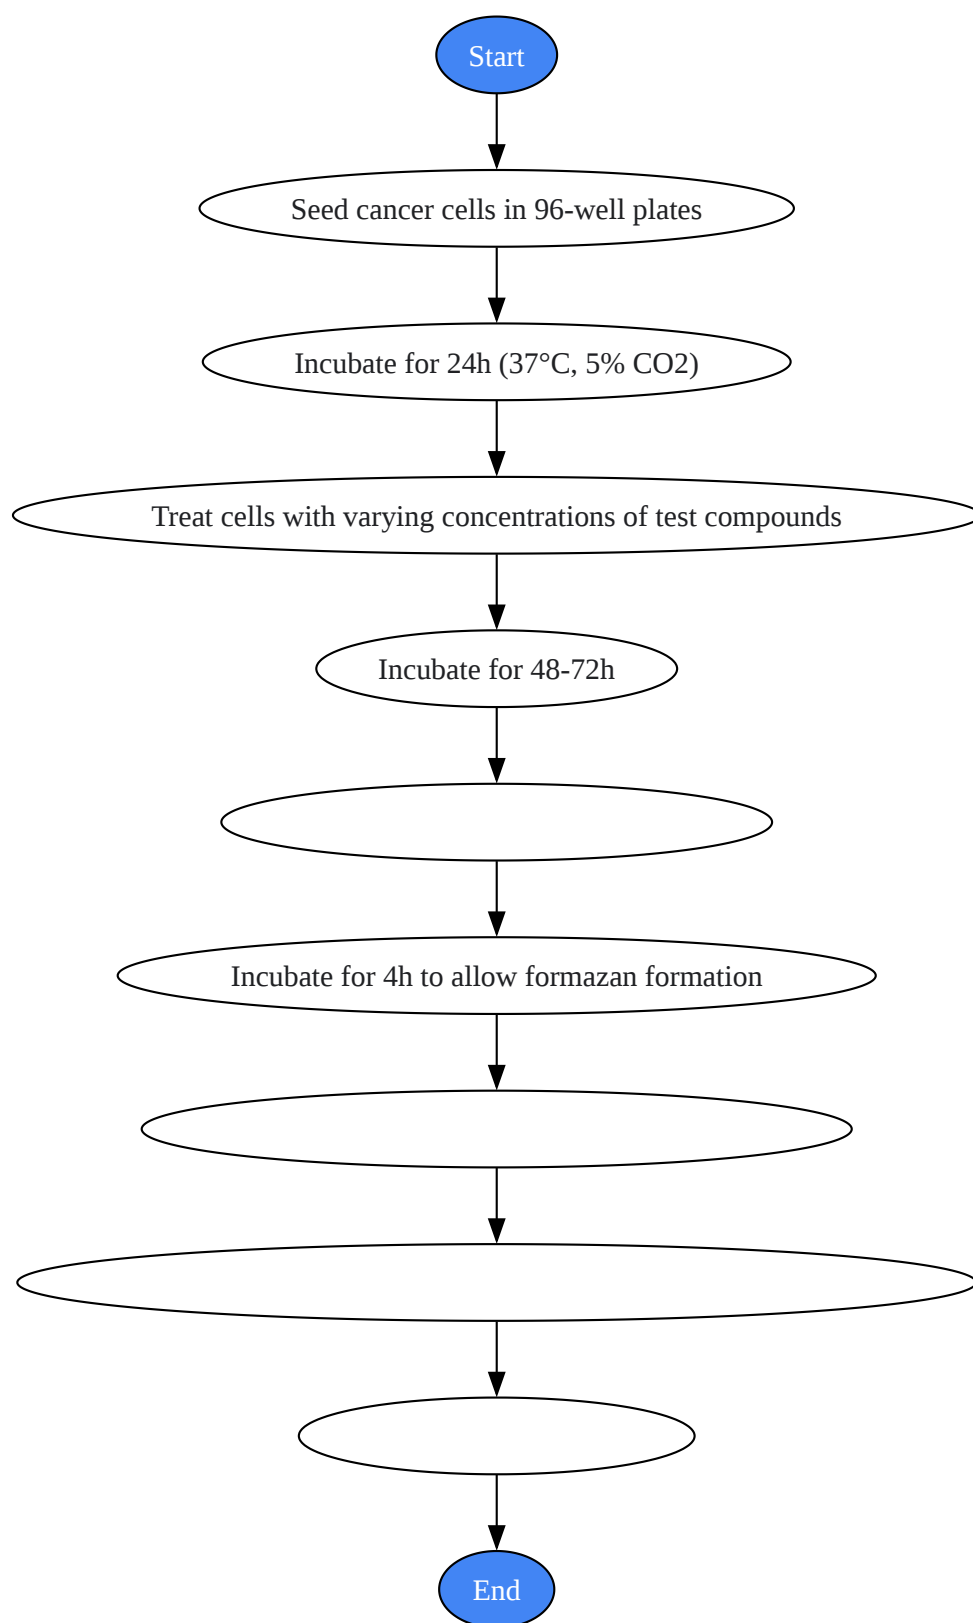 Start
Seed cancer cells in 96-well plates
Incubate for 24h (37°C, 5% CO2)
Treat cells with varying concentrations of test compounds
Incubate for 48-72h
Incubate for 4h to allow formazan formation
End